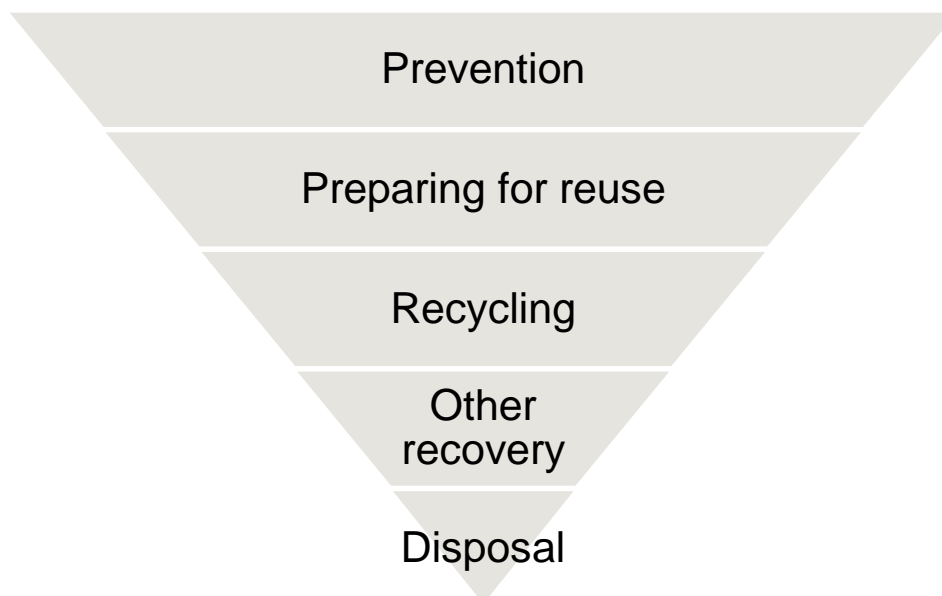 Prevention
Preparing for reuse
Recycling
Other
recovery
Disposal